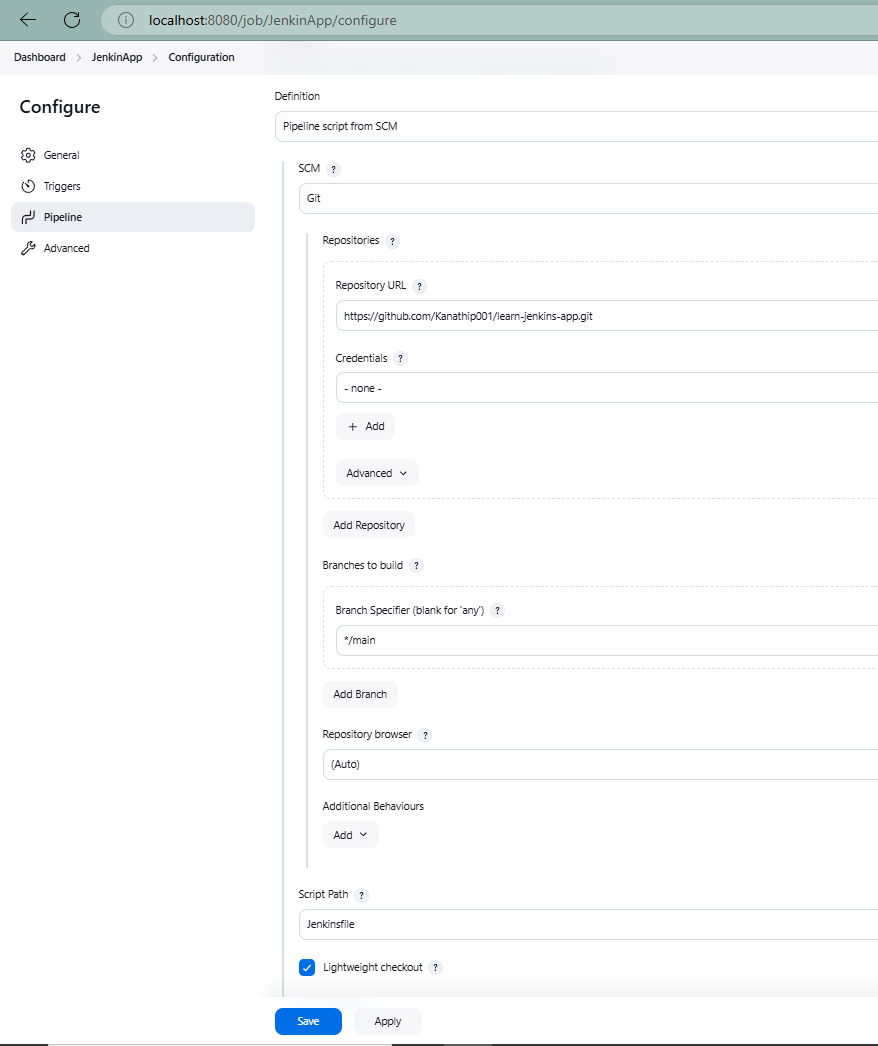 localhost:8080/job/JenkinApp/configure
Dashboard > JenkinApp > Configuration
Configure
General
Triggers
Pipeline
Advanced
Definition
Pipeline script from SCM
SCM ?
Git
Repositories ?
Repository URL ?
https://github.com/Kanathip001/learn-jenkins-app.git
Credentials ?
- none -
+ Add
Advanced
Add Repository
Branches to build ?
Branch Specifier (blank for 'any') ?
*/main
Add Branch
Repository browser ?
(Auto)
Additional Behaviours
Add
Script Path ?
Jenkinsfile
Lightweight checkout ?
Save Apply